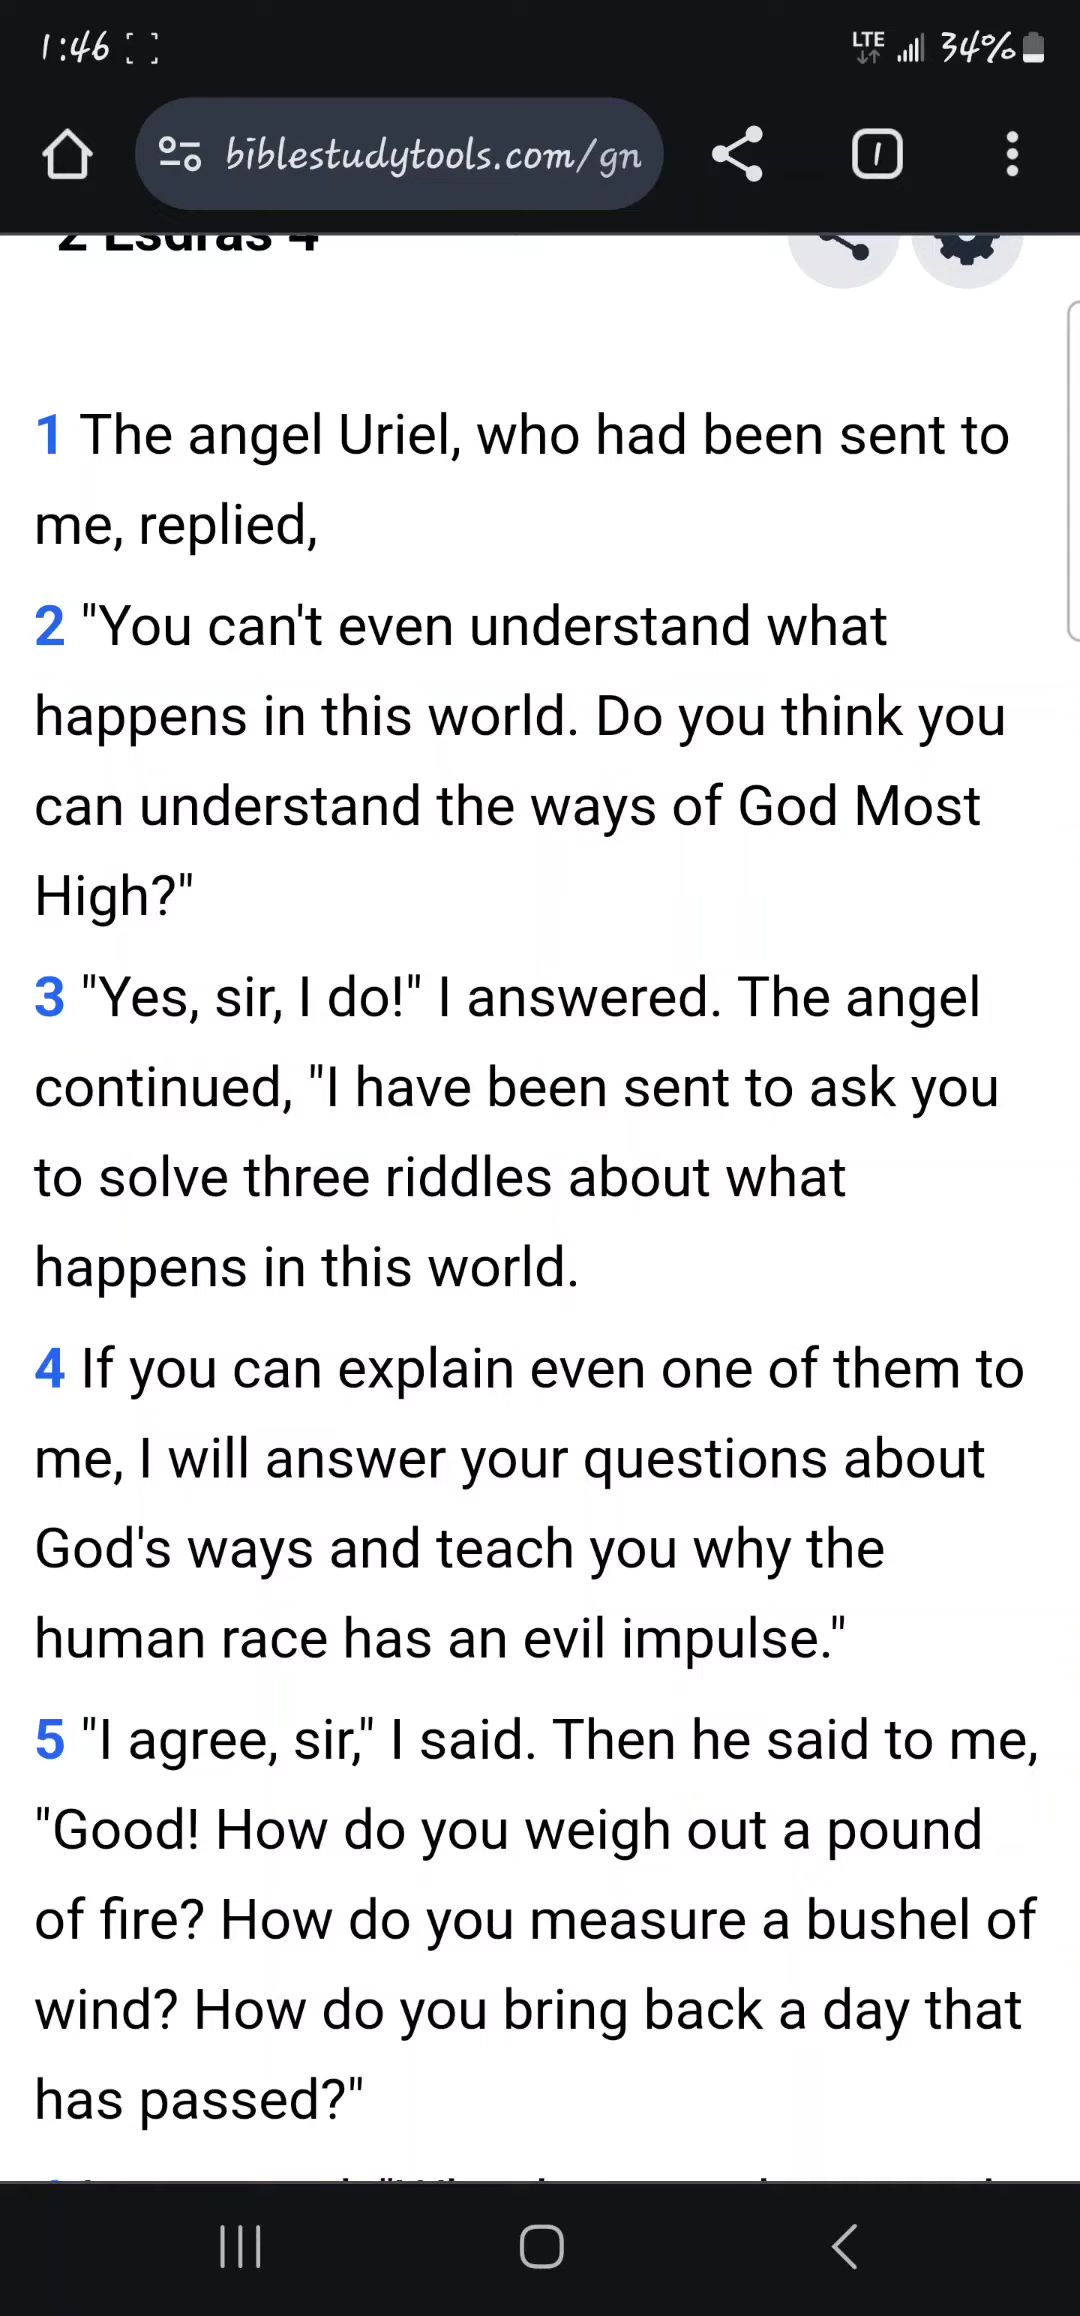 1:46
LTE
34%
biblestudytools.com/gn
1
2 Esdras 4
1 The angel Uriel, who had been sent to
me, replied,
2 "You can't even understand what
happens in this world. Do you think you
can understand the ways of God Most
High?"
3 "Yes, sir, I do!" I answered. The angel
continued, "I have been sent to ask you
to solve three riddles about what
happens in this world.
4 If you can explain even one of them to
me, I will answer your questions about
God's ways and teach you why the
human race has an evil impulse."
5 "I agree, sir," I said. Then he said to me,
"Good! How do you weigh out a pound
of fire? How do you measure a bushel of
wind? How do you bring back a day that
has passed?"